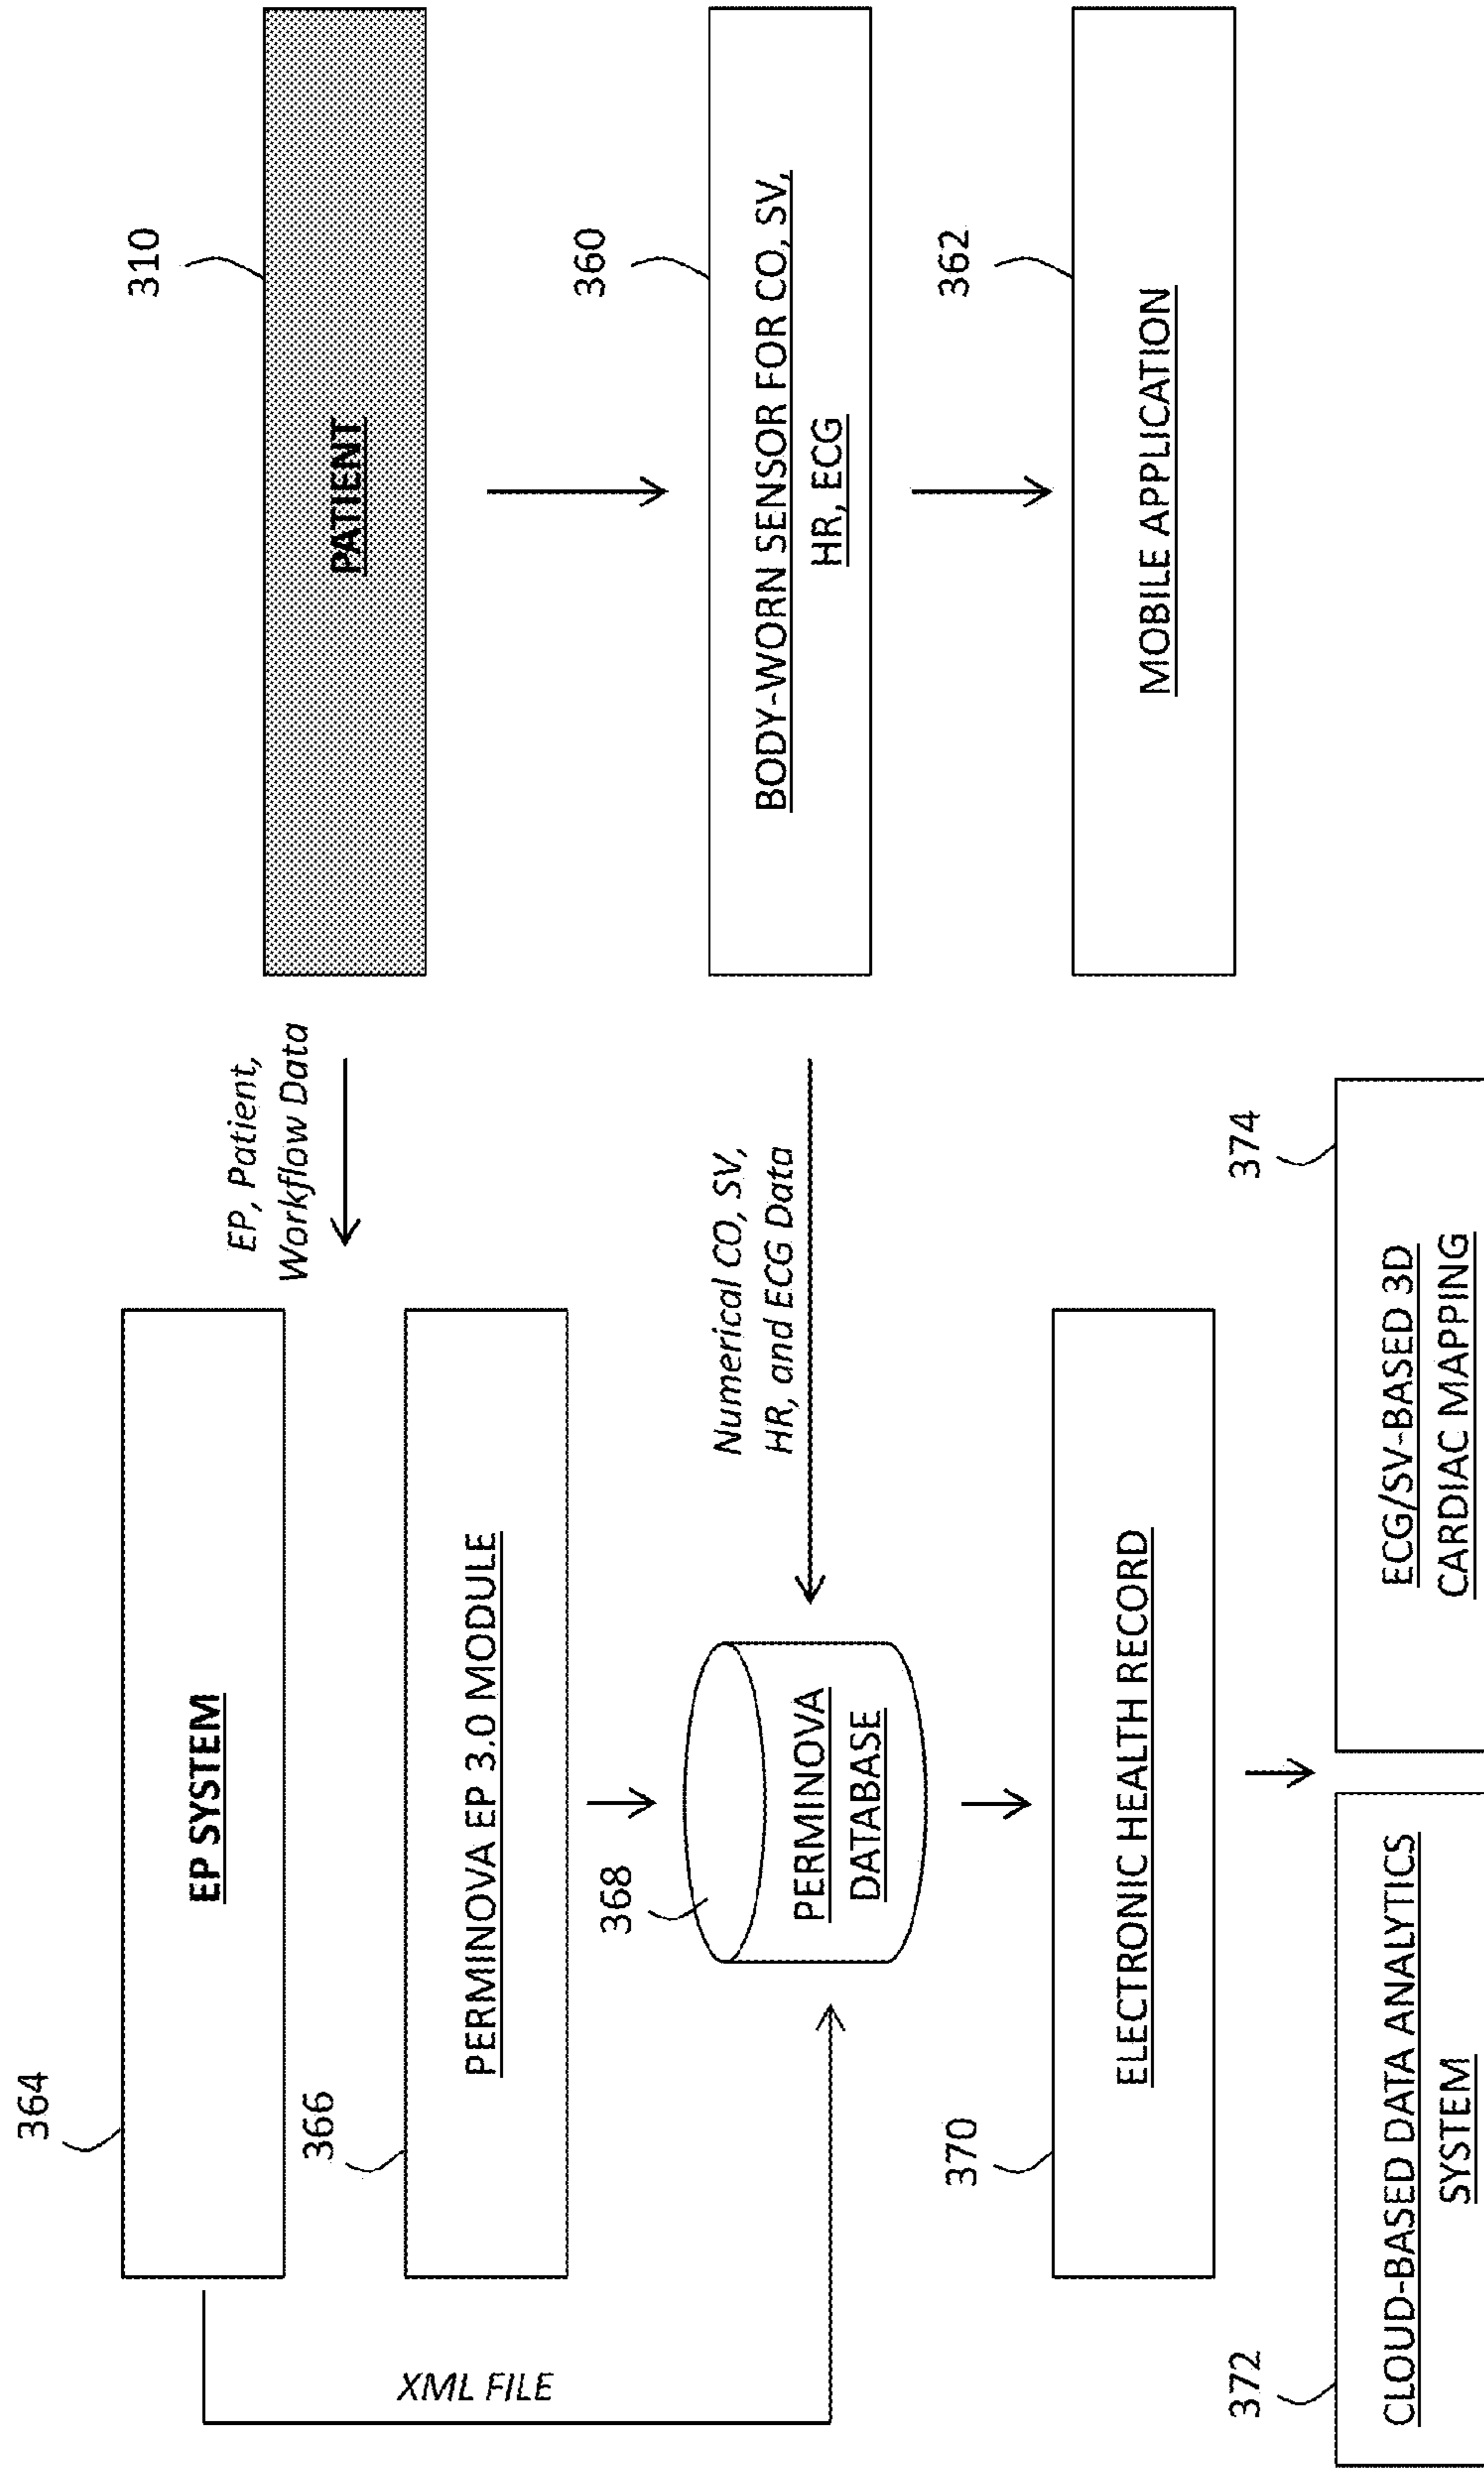 364
EP SYSTEM
EP, Patient,
Workflow Data
310
PATIENT
366
PERMINOVA EP 3.0 MODULE
XML FILE
368
PERMINOVA
DATABASE
Numerical CO, SV,
HR, and ECG Data
360
BODY-WORN SENSOR FOR CO, SV,
HR, ECG
370
ELECTRONIC HEALTH RECORD
362
MOBILE APPLICATION
372
CLOUD-BASED DATA ANALYTICS
SYSTEM
374
ECG/SV-BASED 3D
CARDIAC MAPPING